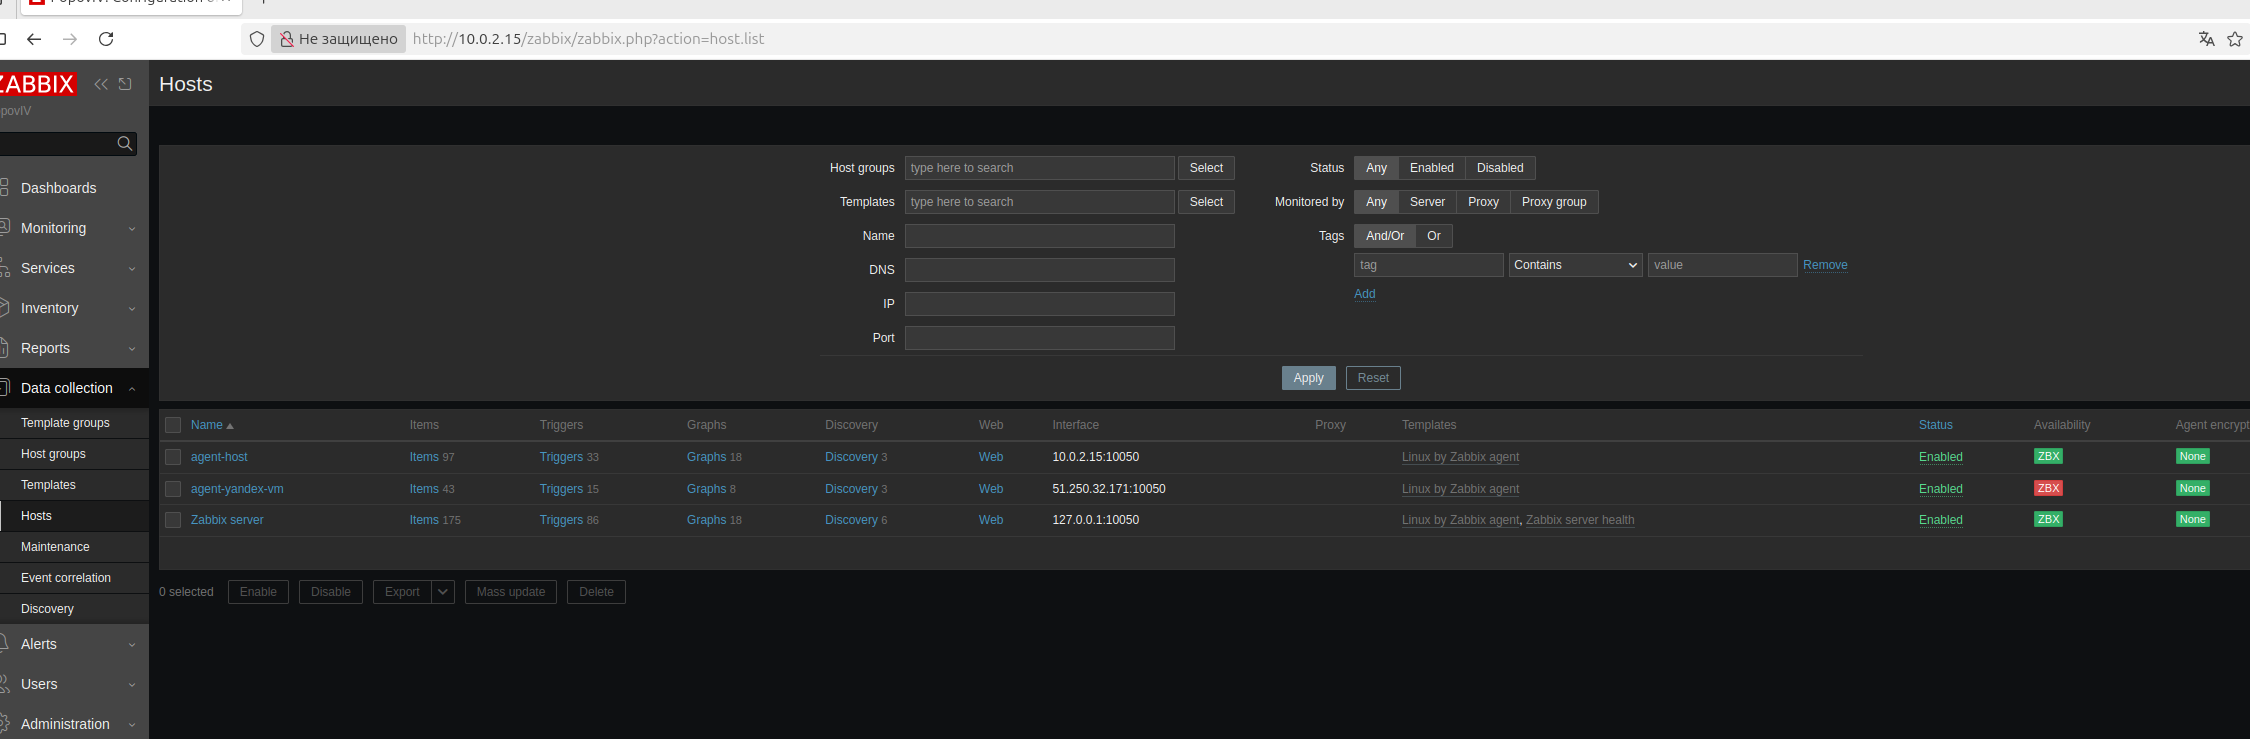 Не защищено http://10.0.2.15/zabbix/zabbix.php?action=host.list
ZABBIX
Hosts
Dashboards
Monitoring
Services
Inventory
Reports
Data collection
Template groups
Host groups
Templates
Hosts
Maintenance
Event correlation
Discovery
Alerts
Users
Administration
Host groups type here to search Select
Templates type here to search Select
Name
DNS
IP
Port
Status Any Enabled Disabled
Monitored by Any Server Proxy Proxy group
Tags And/Or Or
tag Contains value Remove
Add
Apply Reset
Name Items Triggers Graphs Discovery Web Interface Proxy Templates Status Availability Agent encrypt
agent-host Items 97 Triggers 33 Graphs 18 Discovery 3 Web 10.0.2.15:10050 Linux by Zabbix agent Enabled ZBX None
agent-yandex-vm Items 43 Triggers 15 Graphs 8 Discovery 3 Web 51.250.32.171:10050 Linux by Zabbix agent Enabled ZBX None
Zabbix server Items 175 Triggers 86 Graphs 18 Discovery 6 Web 127.0.0.1:10050 Linux by Zabbix agent, Zabbix server health Enabled ZBX None
0 selected Enable Disable Export Mass update Delete